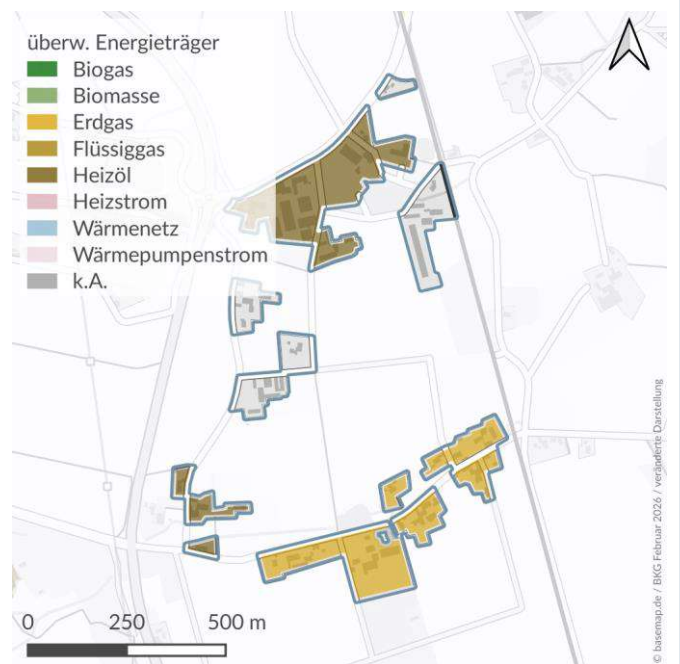 überw. Energieträger
Biogas
Biomasse
Erdgas
Flüssiggas
Heizöl
Heizstrom
Wärmenetz
Wärmepumpenstrom
k.A.
0 250 500 m
© basemap.de / BKG Februar 2026 / veränderte Darstellung